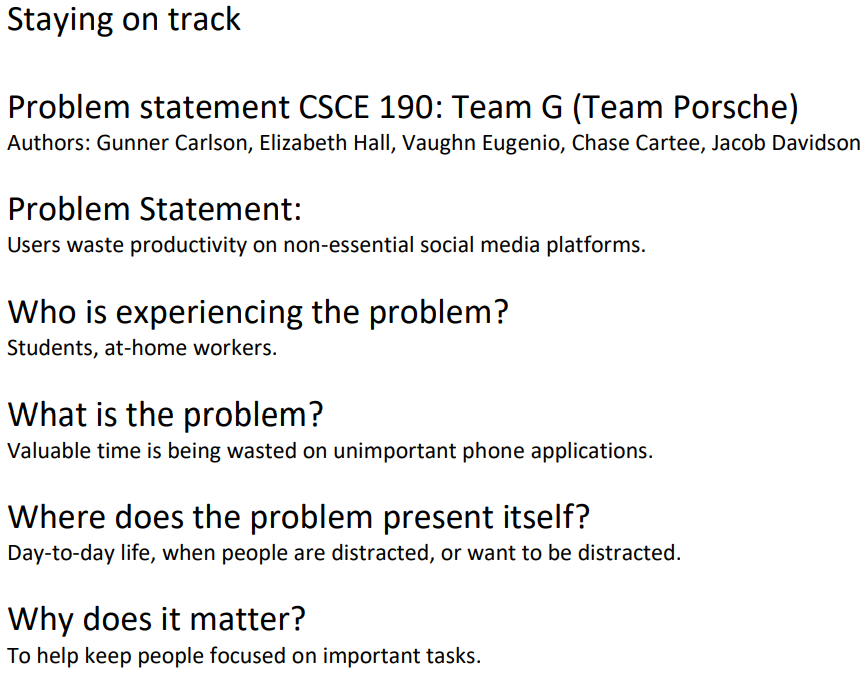 Staying on track
Problem statement CSCE 190: Team G (Team Porsche)
Authors: Gunner Carlson, Elizabeth Hall, Vaughn Eugenio, Chase Cartee, Jacob Davidson
Problem Statement:
Users waste productivity on non-essential social media platforms.
Who is experiencing the problem?
Students, at-home workers.
What is the problem?
Valuable time is being wasted on unimportant phone applications.
Where does the problem present itself?
Day-to-day life, when people are distracted, or want to be distracted.
Why does it matter?
To help keep people focused on important tasks.